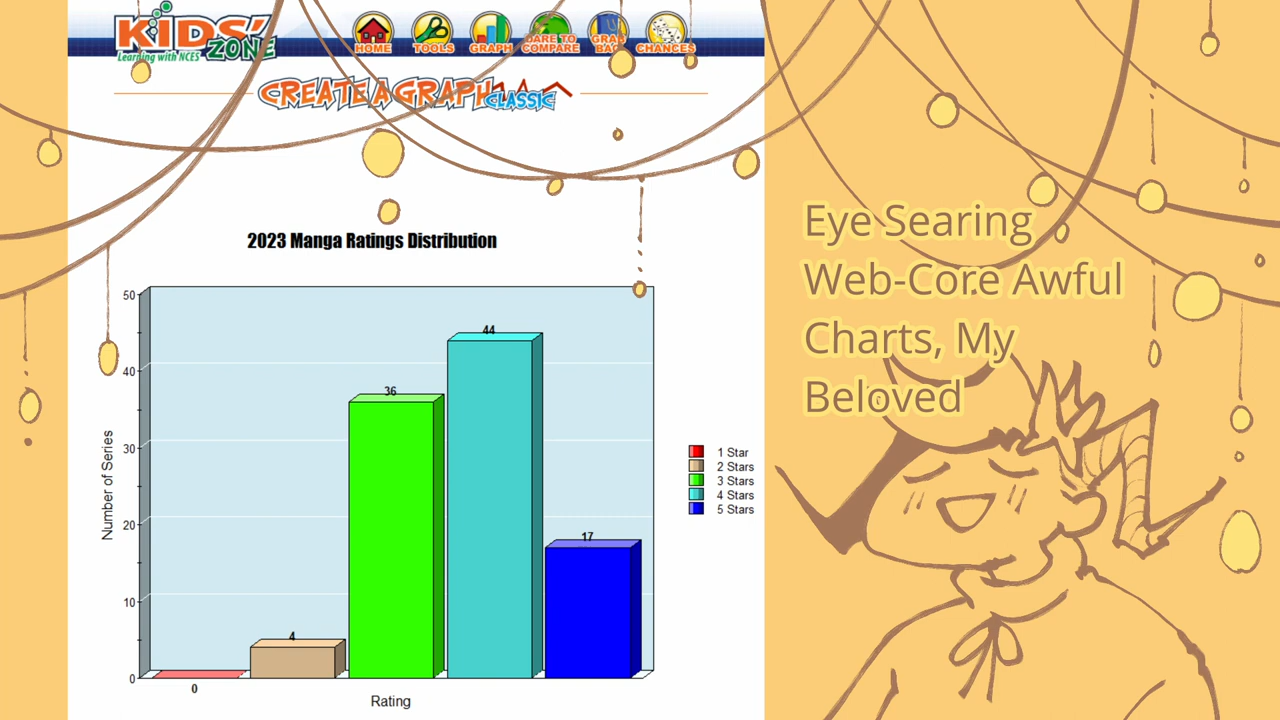 KiDS' ZONE
Learning with NCES
HOME TOOLS GRAPH DARE TO COMPARE GRAB BAG CHANCES
CREATE A GRAPH CLASSIC
2023 Manga Ratings Distribution
Eye Searing
Web-Core Awful
Charts, My
Beloved
50
40
30
20
10
0
Number of Series
0
4
36
44
17
Rating
1 Star
2 Stars
3 Stars
4 Stars
5 Stars